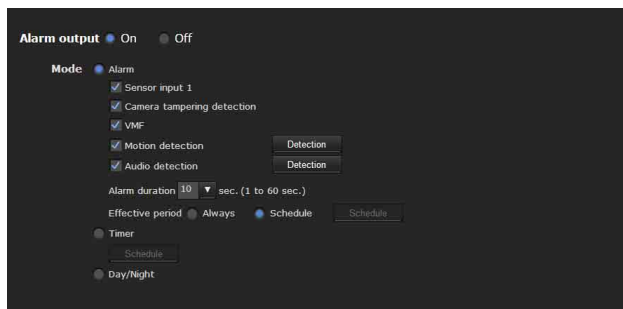 Alarm output On Off
Mode Alarm
Sensor input 1
Camera tampering detection
VMF
Motion detection Detection
Audio detection Detection
Alarm duration 10 sec. (1 to 60 sec.)
Effective period Always Schedule Schedule
Timer
Schedule
Day/Night